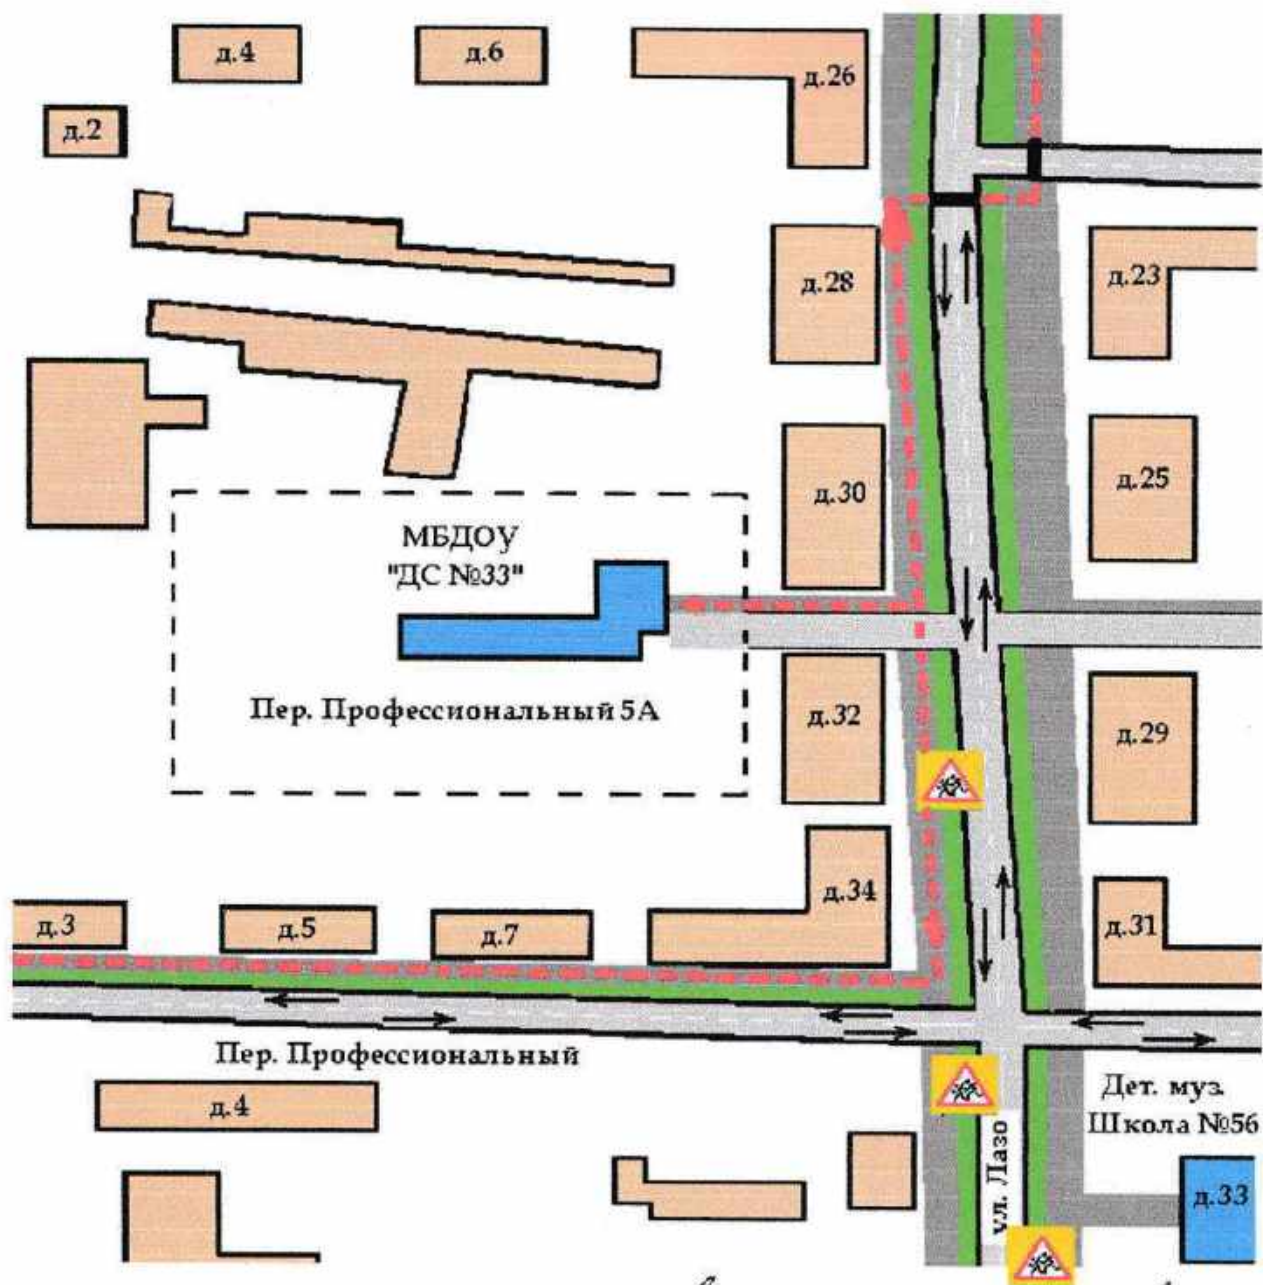 д.4
д.6
д.26
д.2
д.28
д.23
д.30
д.25
МБДОУ
"ДС №33"
Пер. Профессиональный 5А
д.32
д.29
д.34
д.3
д.5
д.7
д.31
Пер. Профессиональный
д.4
Дет. муз.
Школа №56
ул. Лазо
д.33